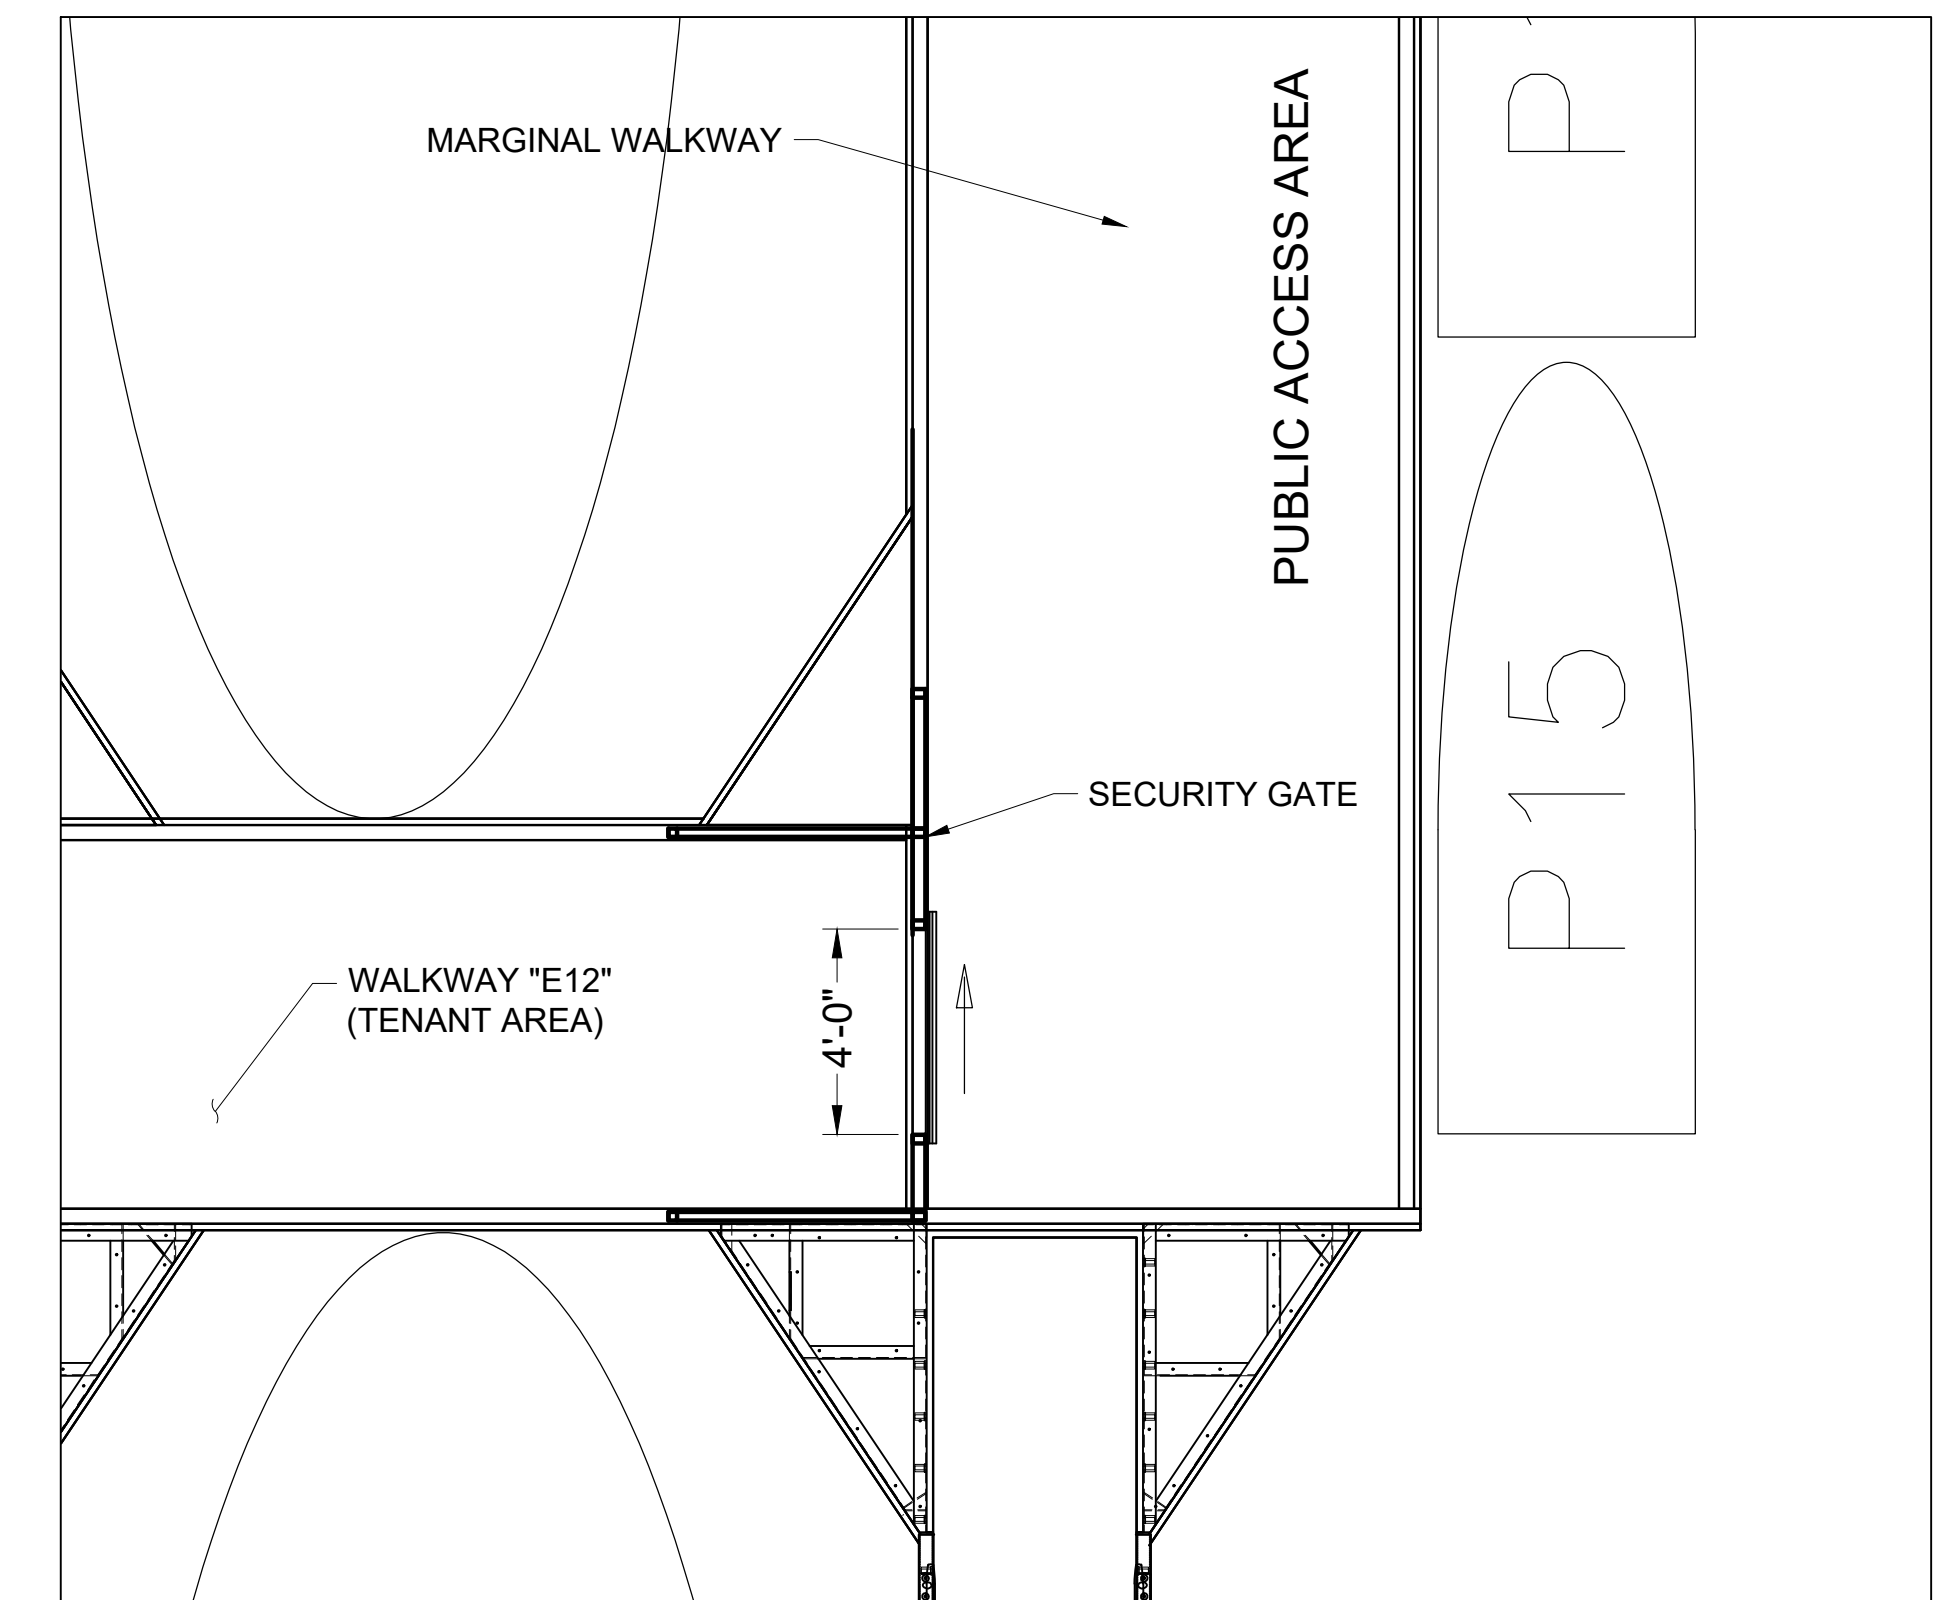 MARGINAL WALKWAY
PUBLIC ACCESS AREA
P
SECURITY GATE
P15
WALKWAY "E12"
(TENANT AREA)
4'-0"